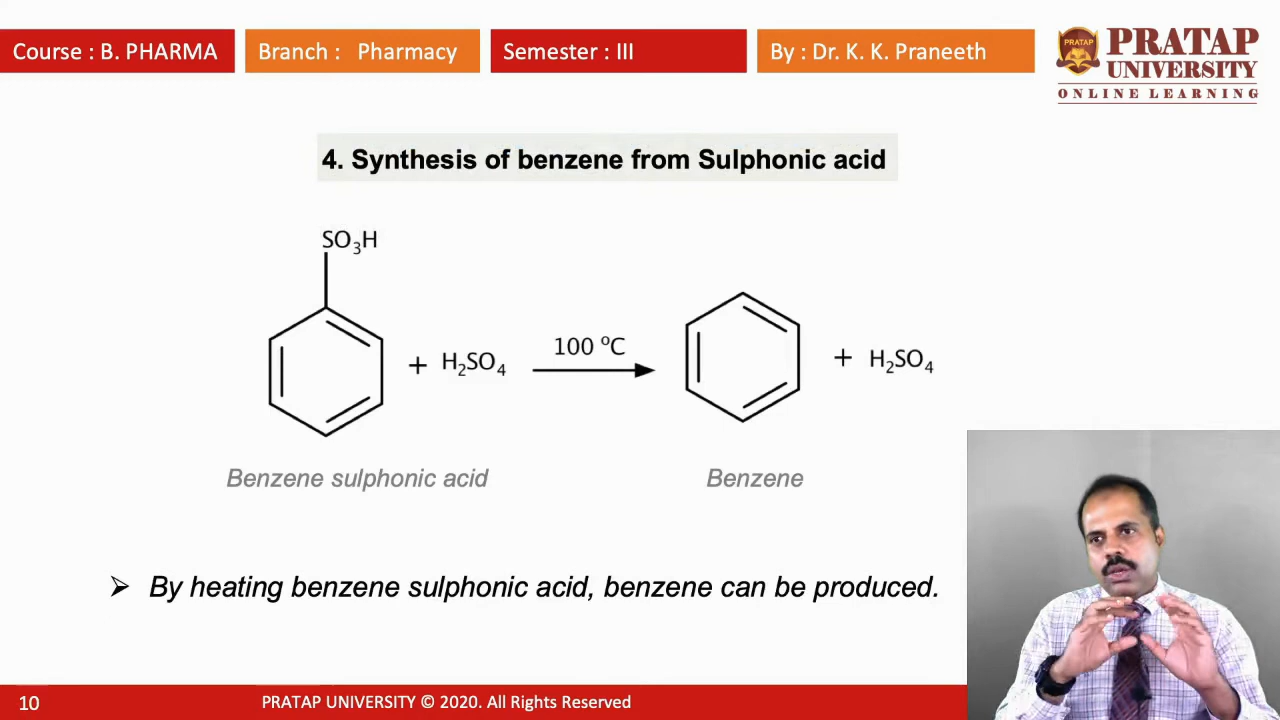 Course : B. PHARMA
Branch : Pharmacy
Semester : III
By : Dr. K. K. Praneeth
PRATAP
PRATAP
UNIVERSITY
ONLINE LEARNING
4. Synthesis of benzene from Sulphonic acid
SO₃H
+ H₂SO₄
100 ºC
+ H₂SO₄
Benzene sulphonic acid
Benzene
➢ By heating benzene sulphonic acid, benzene can be produced.
10
PRATAP UNIVERSITY © 2020. All Rights Reserved